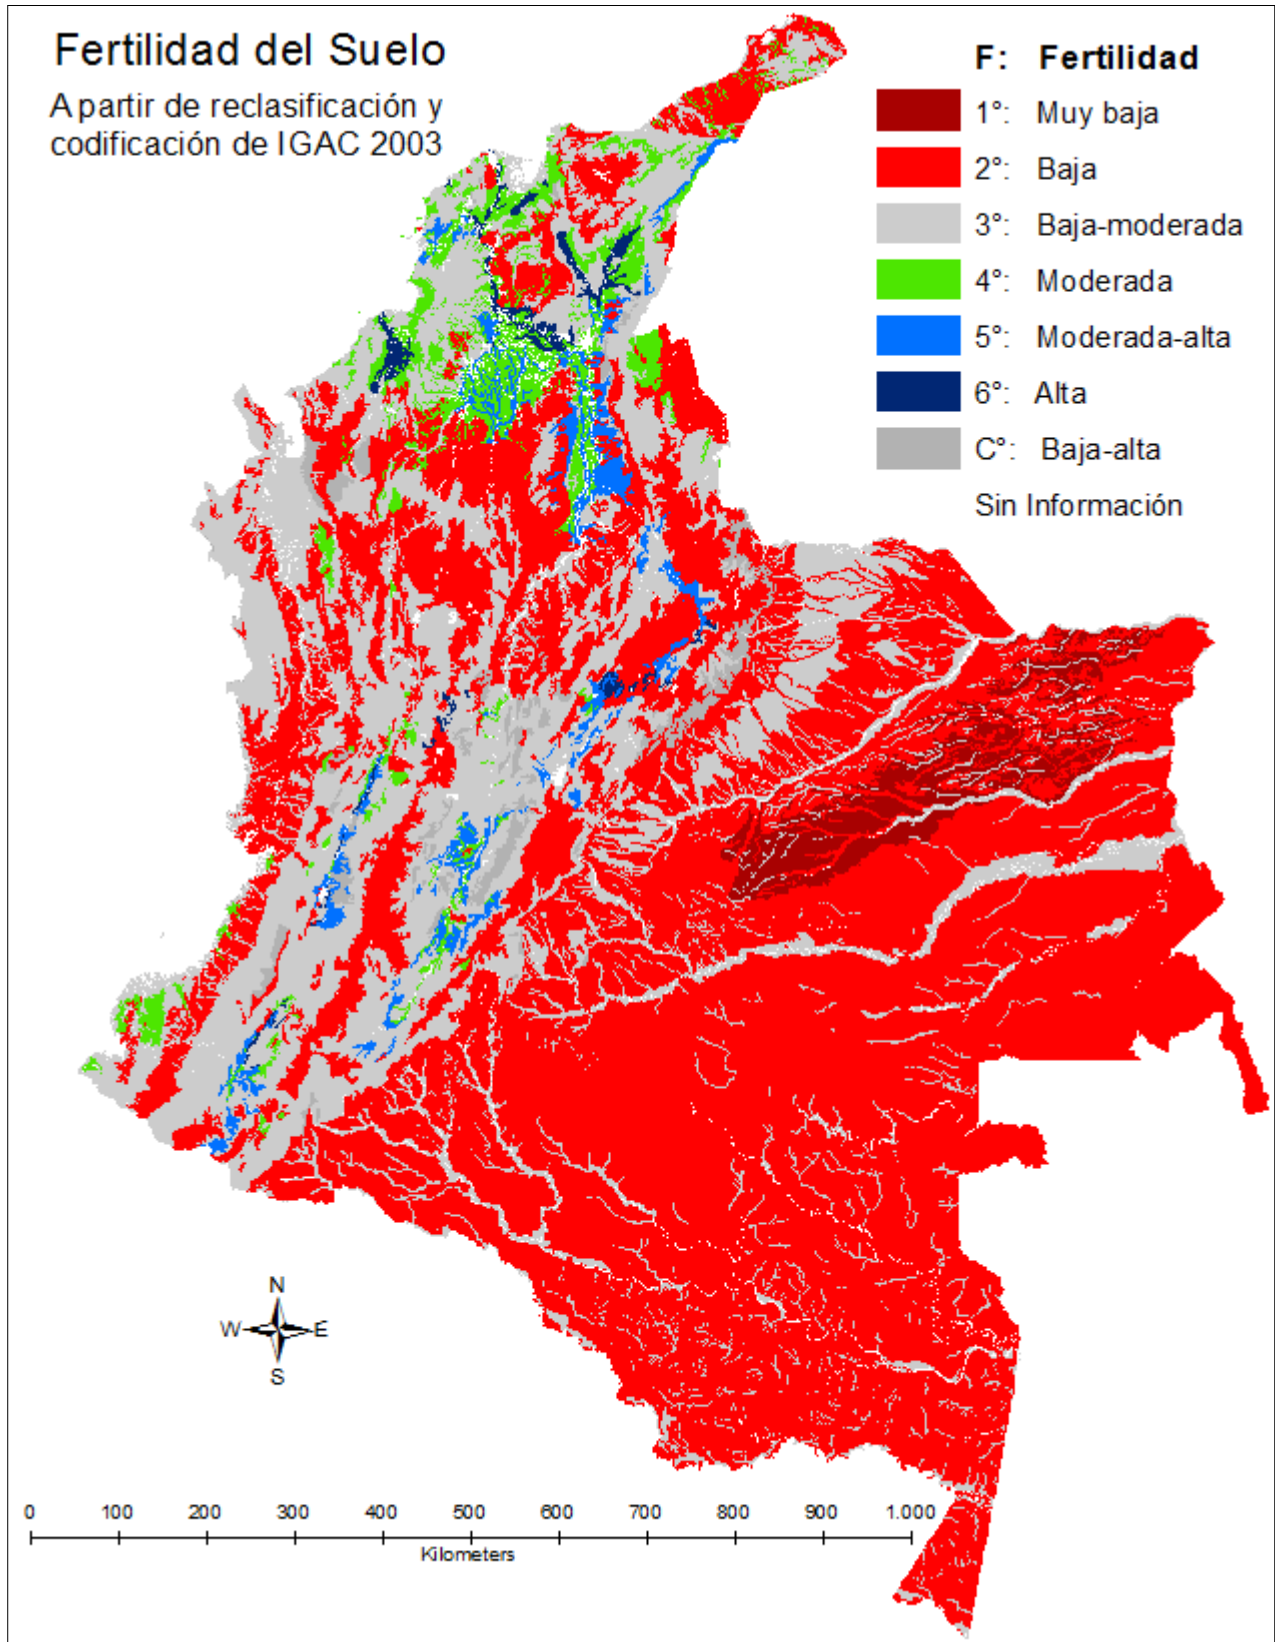 Fertilidad del Suelo
A partir de reclasificación y
codificación de IGAC 2003
F: Fertilidad
1°: Muy baja
2°: Baja
3°: Baja-moderada
4°: Moderada
5°: Moderada-alta
6°: Alta
C°: Baja-alta
Sin Información
N
W E
S
0 100 200 300 400 500 600 700 800 900 1.000
Kilometers